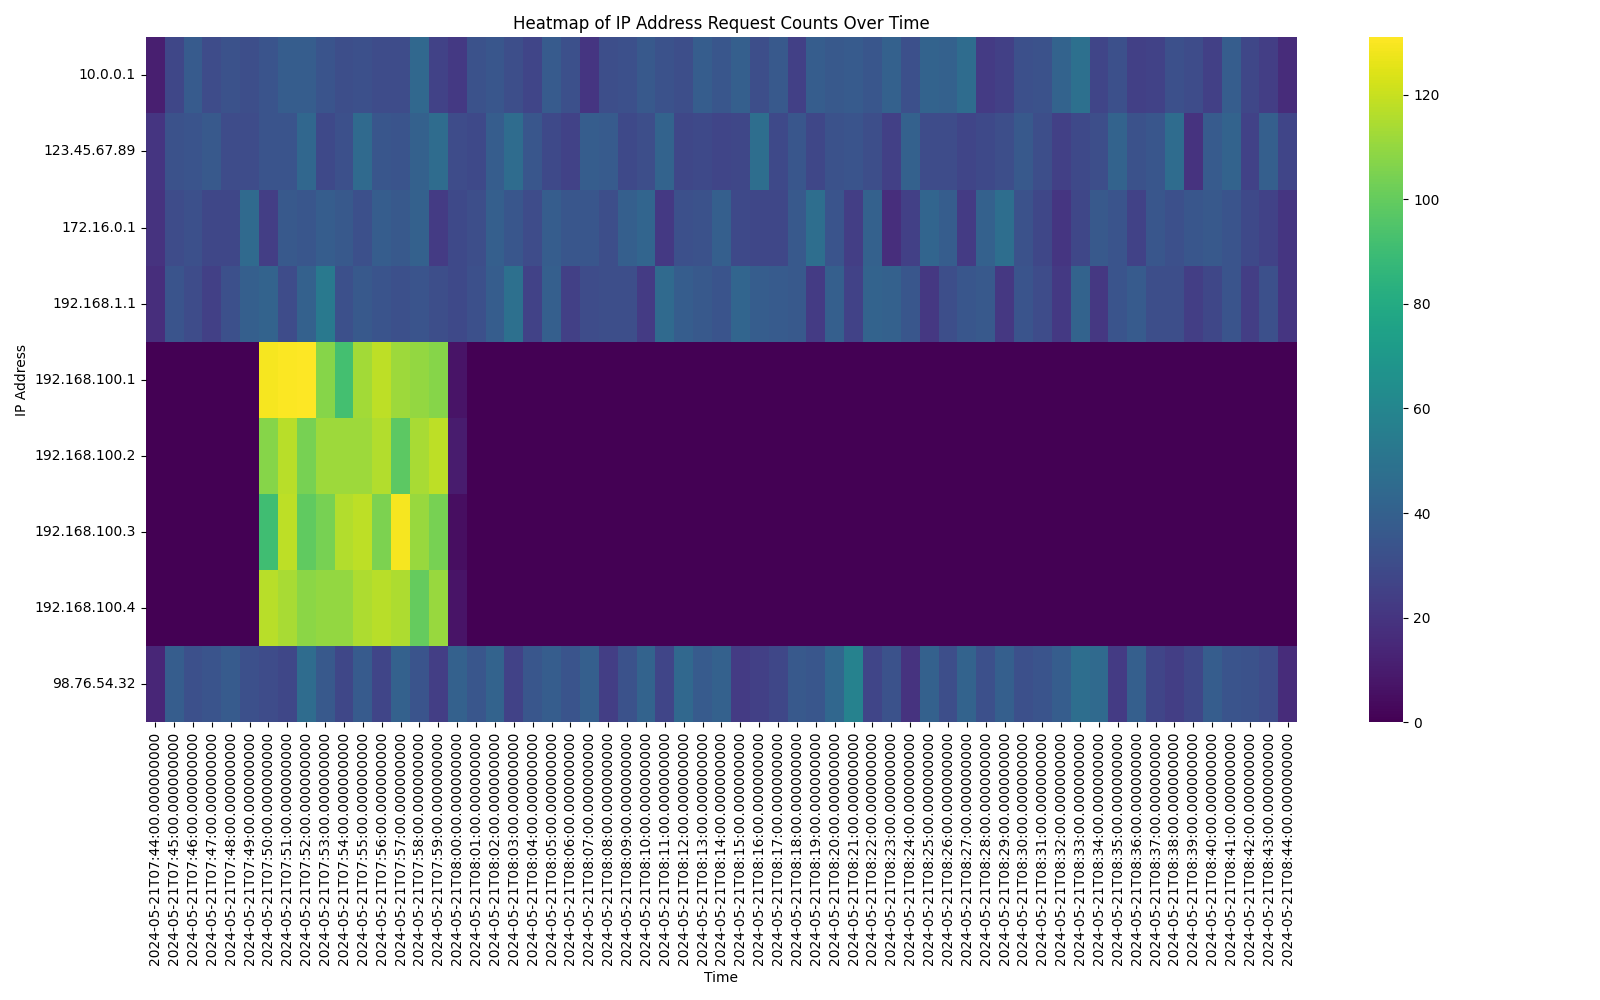 Heatmap of IP Address Request Counts Over Time
IP Address
10.0.0.1
123.45.67.89
172.16.0.1
192.168.1.1
192.168.100.1
192.168.100.2
192.168.100.3
192.168.100.4
98.76.54.32
2024-05-21T07:44:00.000000000
2024-05-21T07:45:00.000000000
2024-05-21T07:46:00.000000000
2024-05-21T07:47:00.000000000
2024-05-21T07:48:00.000000000
2024-05-21T07:49:00.000000000
2024-05-21T07:50:00.000000000
2024-05-21T07:51:00.000000000
2024-05-21T07:52:00.000000000
2024-05-21T07:53:00.000000000
2024-05-21T07:54:00.000000000
2024-05-21T07:55:00.000000000
2024-05-21T07:56:00.000000000
2024-05-21T07:57:00.000000000
2024-05-21T07:58:00.000000000
2024-05-21T07:59:00.000000000
2024-05-21T08:00:00.000000000
2024-05-21T08:01:00.000000000
2024-05-21T08:02:00.000000000
2024-05-21T08:03:00.000000000
2024-05-21T08:04:00.000000000
2024-05-21T08:05:00.000000000
2024-05-21T08:06:00.000000000
2024-05-21T08:07:00.000000000
2024-05-21T08:08:00.000000000
2024-05-21T08:09:00.000000000
2024-05-21T08:10:00.000000000
2024-05-21T08:11:00.000000000
2024-05-21T08:12:00.000000000
2024-05-21T08:13:00.000000000
2024-05-21T08:14:00.000000000
2024-05-21T08:15:00.000000000
2024-05-21T08:16:00.000000000
2024-05-21T08:17:00.000000000
2024-05-21T08:18:00.000000000
2024-05-21T08:19:00.000000000
2024-05-21T08:20:00.000000000
2024-05-21T08:21:00.000000000
2024-05-21T08:22:00.000000000
2024-05-21T08:23:00.000000000
2024-05-21T08:24:00.000000000
2024-05-21T08:25:00.000000000
2024-05-21T08:26:00.000000000
2024-05-21T08:27:00.000000000
2024-05-21T08:28:00.000000000
2024-05-21T08:29:00.000000000
2024-05-21T08:30:00.000000000
2024-05-21T08:31:00.000000000
2024-05-21T08:32:00.000000000
2024-05-21T08:33:00.000000000
2024-05-21T08:34:00.000000000
2024-05-21T08:35:00.000000000
2024-05-21T08:36:00.000000000
2024-05-21T08:37:00.000000000
2024-05-21T08:38:00.000000000
2024-05-21T08:39:00.000000000
2024-05-21T08:40:00.000000000
2024-05-21T08:41:00.000000000
2024-05-21T08:42:00.000000000
2024-05-21T08:43:00.000000000
2024-05-21T08:44:00.000000000
Time
120
100
80
60
40
20
0